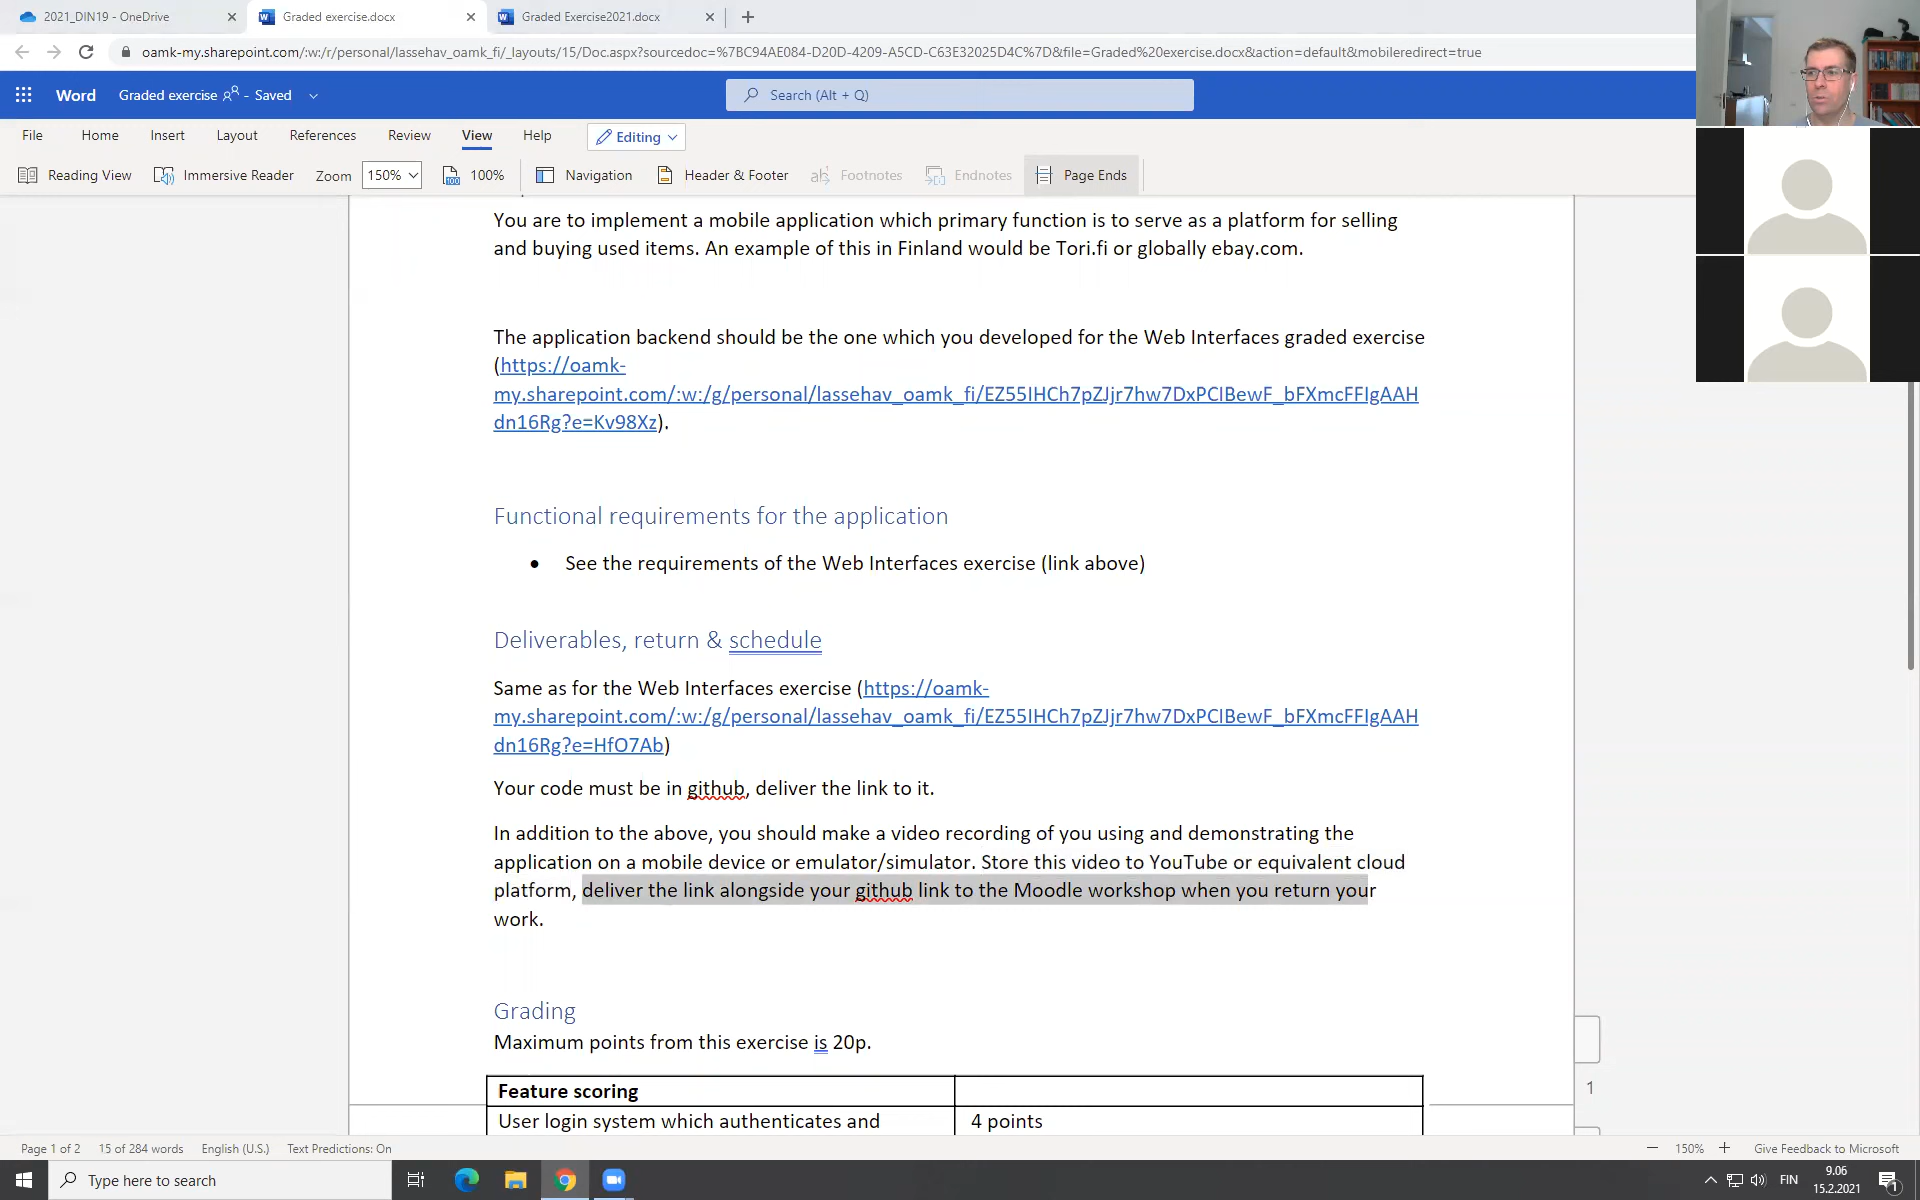 2021_DIN19 - OneDrive
Graded exercise.docx
Graded Exercise2021.docx
oamk-my.sharepoint.com/:w:/r/personal/lassehav_oamk_fi/_layouts/15/Doc.aspx?sourcedoc=%7BC94AE084-D20D-4209-A5CD-C63E32025D4C%7D&file=Graded%20exercise.docx&action=default&mobileredirect=true
Word
Graded exercise - Saved
Search (Alt + Q)
File
Home
Insert
Layout
References
Review
View
Help
Editing
Reading View
Immersive Reader
Zoom
150%
100%
Navigation
Header & Footer
Footnotes
Endnotes
Page Ends
You are to implement a mobile application which primary function is to serve as a platform for selling
and buying used items. An example of this in Finland would be Tori.fi or globally ebay.com.
The application backend should be the one which you developed for the Web Interfaces graded exercise
(https://oamk-
my.sharepoint.com/:w:/g/personal/lassehav_oamk_fi/EZ55IHCh7pZJjr7hw7DxPCIBewF_bFXmcFFIgAAH
dn16Rg?e=Kv98Xz).
Functional requirements for the application
• See the requirements of the Web Interfaces exercise (link above)
Deliverables, return & schedule
Same as for the Web Interfaces exercise (https://oamk-
my.sharepoint.com/:w:/g/personal/lassehav_oamk_fi/EZ55IHCh7pZJjr7hw7DxPCIBewF_bFXmcFFIgAAH
dn16Rg?e=HfO7Ab)
Your code must be in github, deliver the link to it.
In addition to the above, you should make a video recording of you using and demonstrating the
application on a mobile device or emulator/simulator. Store this video to YouTube or equivalent cloud
platform, deliver the link alongside your github link to the Moodle workshop when you return your
work.
Grading
Maximum points from this exercise is 20p.
Feature scoring
User login system which authenticates and
4 points
1
Page 1 of 2
15 of 284 words
English (U.S.)
Text Predictions: On
150%
Give Feedback to Microsoft
Type here to search
FIN
9.06
15.2.2021
1